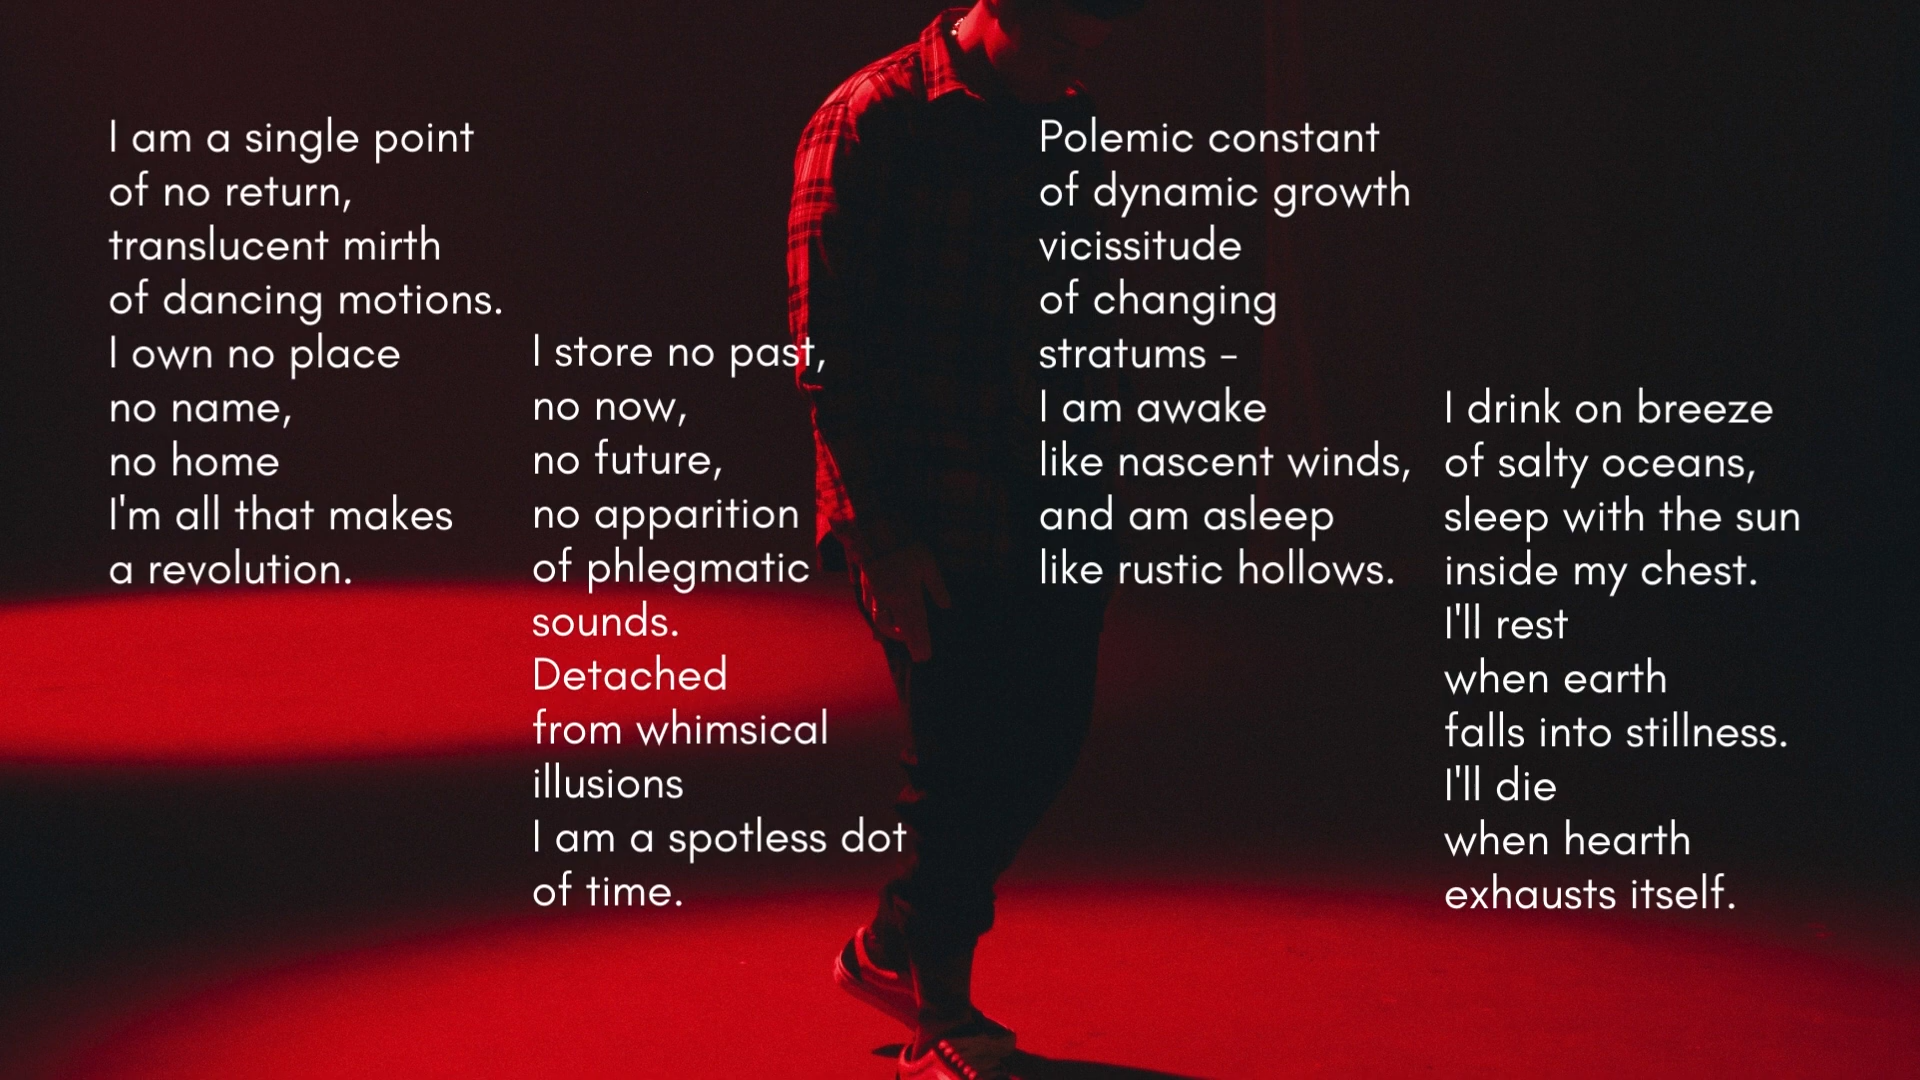 I am a single point
of no return,
translucent mirth
of dancing motions.
I own no place
no name,
no home
I'm all that makes
a revolution.
I store no past,
no now,
no future,
no apparition
of phlegmatic
sounds.
Detached
from whimsical
illusions
I am a spotless dot
of time.
Polemic constant
of dynamic growth
vicissitude
of changing
stratums –
I am awake
like nascent winds,
and am asleep
like rustic hollows.
I drink on breeze
of salty oceans,
sleep with the sun
inside my chest.
I'll rest
when earth
falls into stillness.
I'll die
when hearth
exhausts itself.